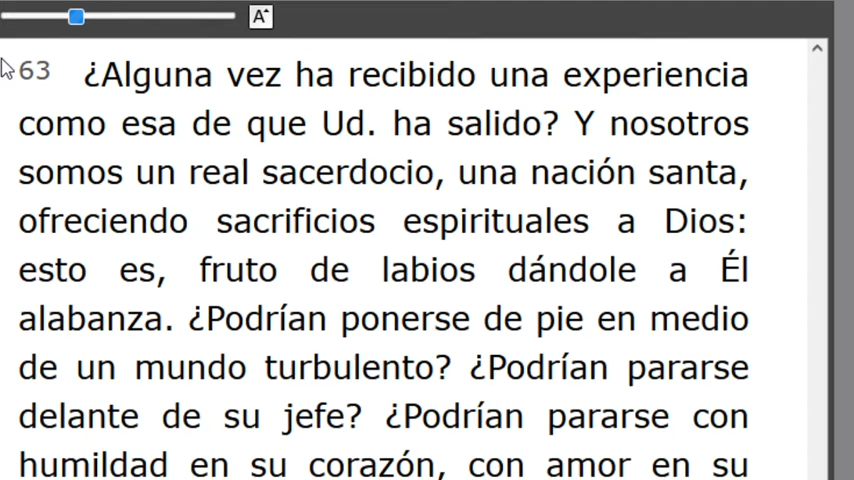 A
63 ¿Alguna vez ha recibido una experiencia
como esa de que Ud. ha salido? Y nosotros
somos un real sacerdocio, una nación santa,
ofreciendo sacrificios espirituales a Dios:
esto es, fruto de labios dándole a Él
alabanza. ¿Podrían ponerse de pie en medio
de un mundo turbulento? ¿Podrían pararse
delante de su jefe? ¿Podrían pararse con
humildad en su corazón, con amor en su